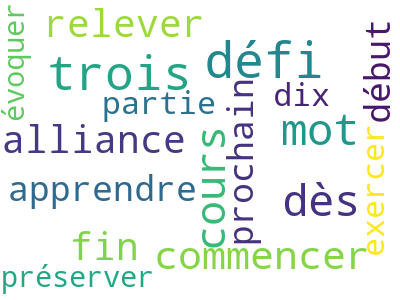 évoquer
relever
trois
défi
début
partie
dix
alliance
cours
prochain
mot
apprendre
dès
exercer
fin
commencer
préserver